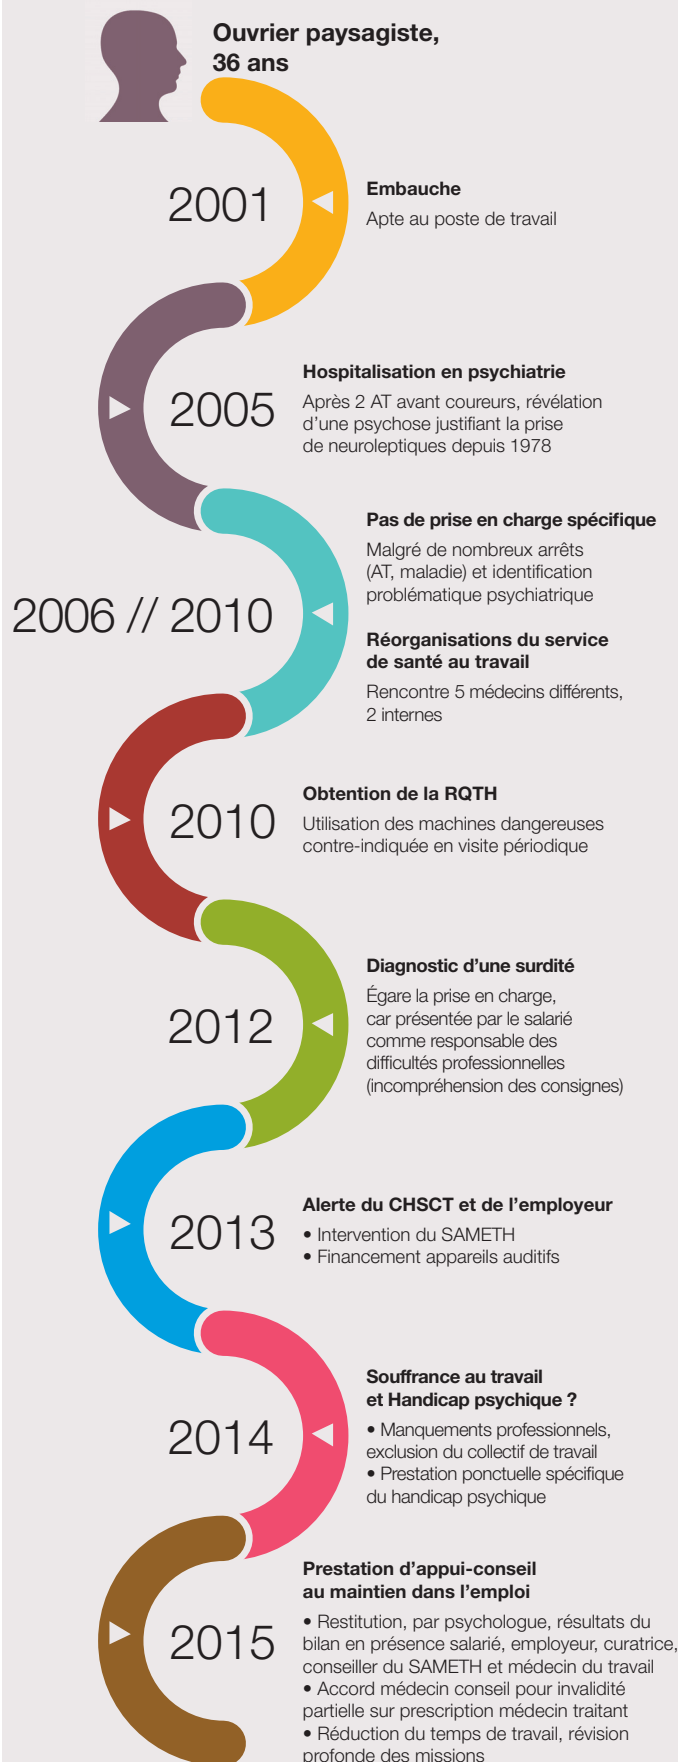 Ouvrier paysagiste,
36 ans
2001
Embauche
Apte au poste de travail
2005
Hospitalisation en psychiatrie
Après 2 AT avant coureurs, révélation
d’une psychose justifiant la prise
de neuroleptiques depuis 1978
2006 // 2010
Pas de prise en charge spécifique
Malgré de nombreux arrêts
(AT, maladie) et identification
problématique psychiatrique
Réorganisations du service
de santé au travail
Rencontre 5 médecins différents,
2 internes
2010
Obtention de la RQTH
Utilisation des machines dangereuses
contre-indiquée en visite périodique
2012
Diagnostic d’une surdité
Égare la prise en charge,
car présentée par le salarié
comme responsable des
difficultés professionnelles
(incompréhension des consignes)
2013
Alerte du CHSCT et de l’employeur
• Intervention du SAMETH
• Financement appareils auditifs
2014
Souffrance au travail
et Handicap psychique ?
• Manquements professionnels,
exclusion du collectif de travail
• Prestation ponctuelle spécifique
du handicap psychique
2015
Prestation d’appui-conseil
au maintien dans l’emploi
• Restitution, par psychologue, résultats du
bilan en présence salarié, employeur, curatrice,
conseiller du SAMETH et médecin du travail
• Accord médecin conseil pour invalidité
partielle sur prescription médecin traitant
• Réduction du temps de travail, révision
profonde des missions